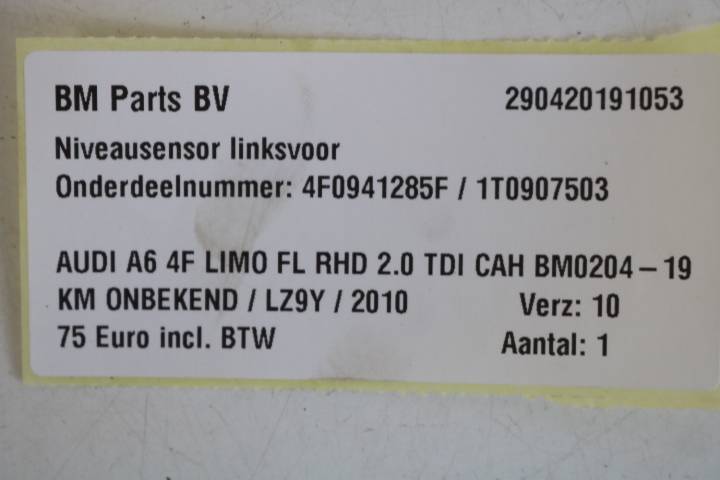 BM Parts BV 290420191053
Niveausensor linksvoor
Onderdeelnummer: 4F0941285F / 1T0907503
AUDI A6 4F LIMO FL RHD 2.0 TDI CAH BM0204-19
KM ONBEKEND / LZ9Y / 2010 Verz: 10
75 Euro incl. BTW Aantal: 1